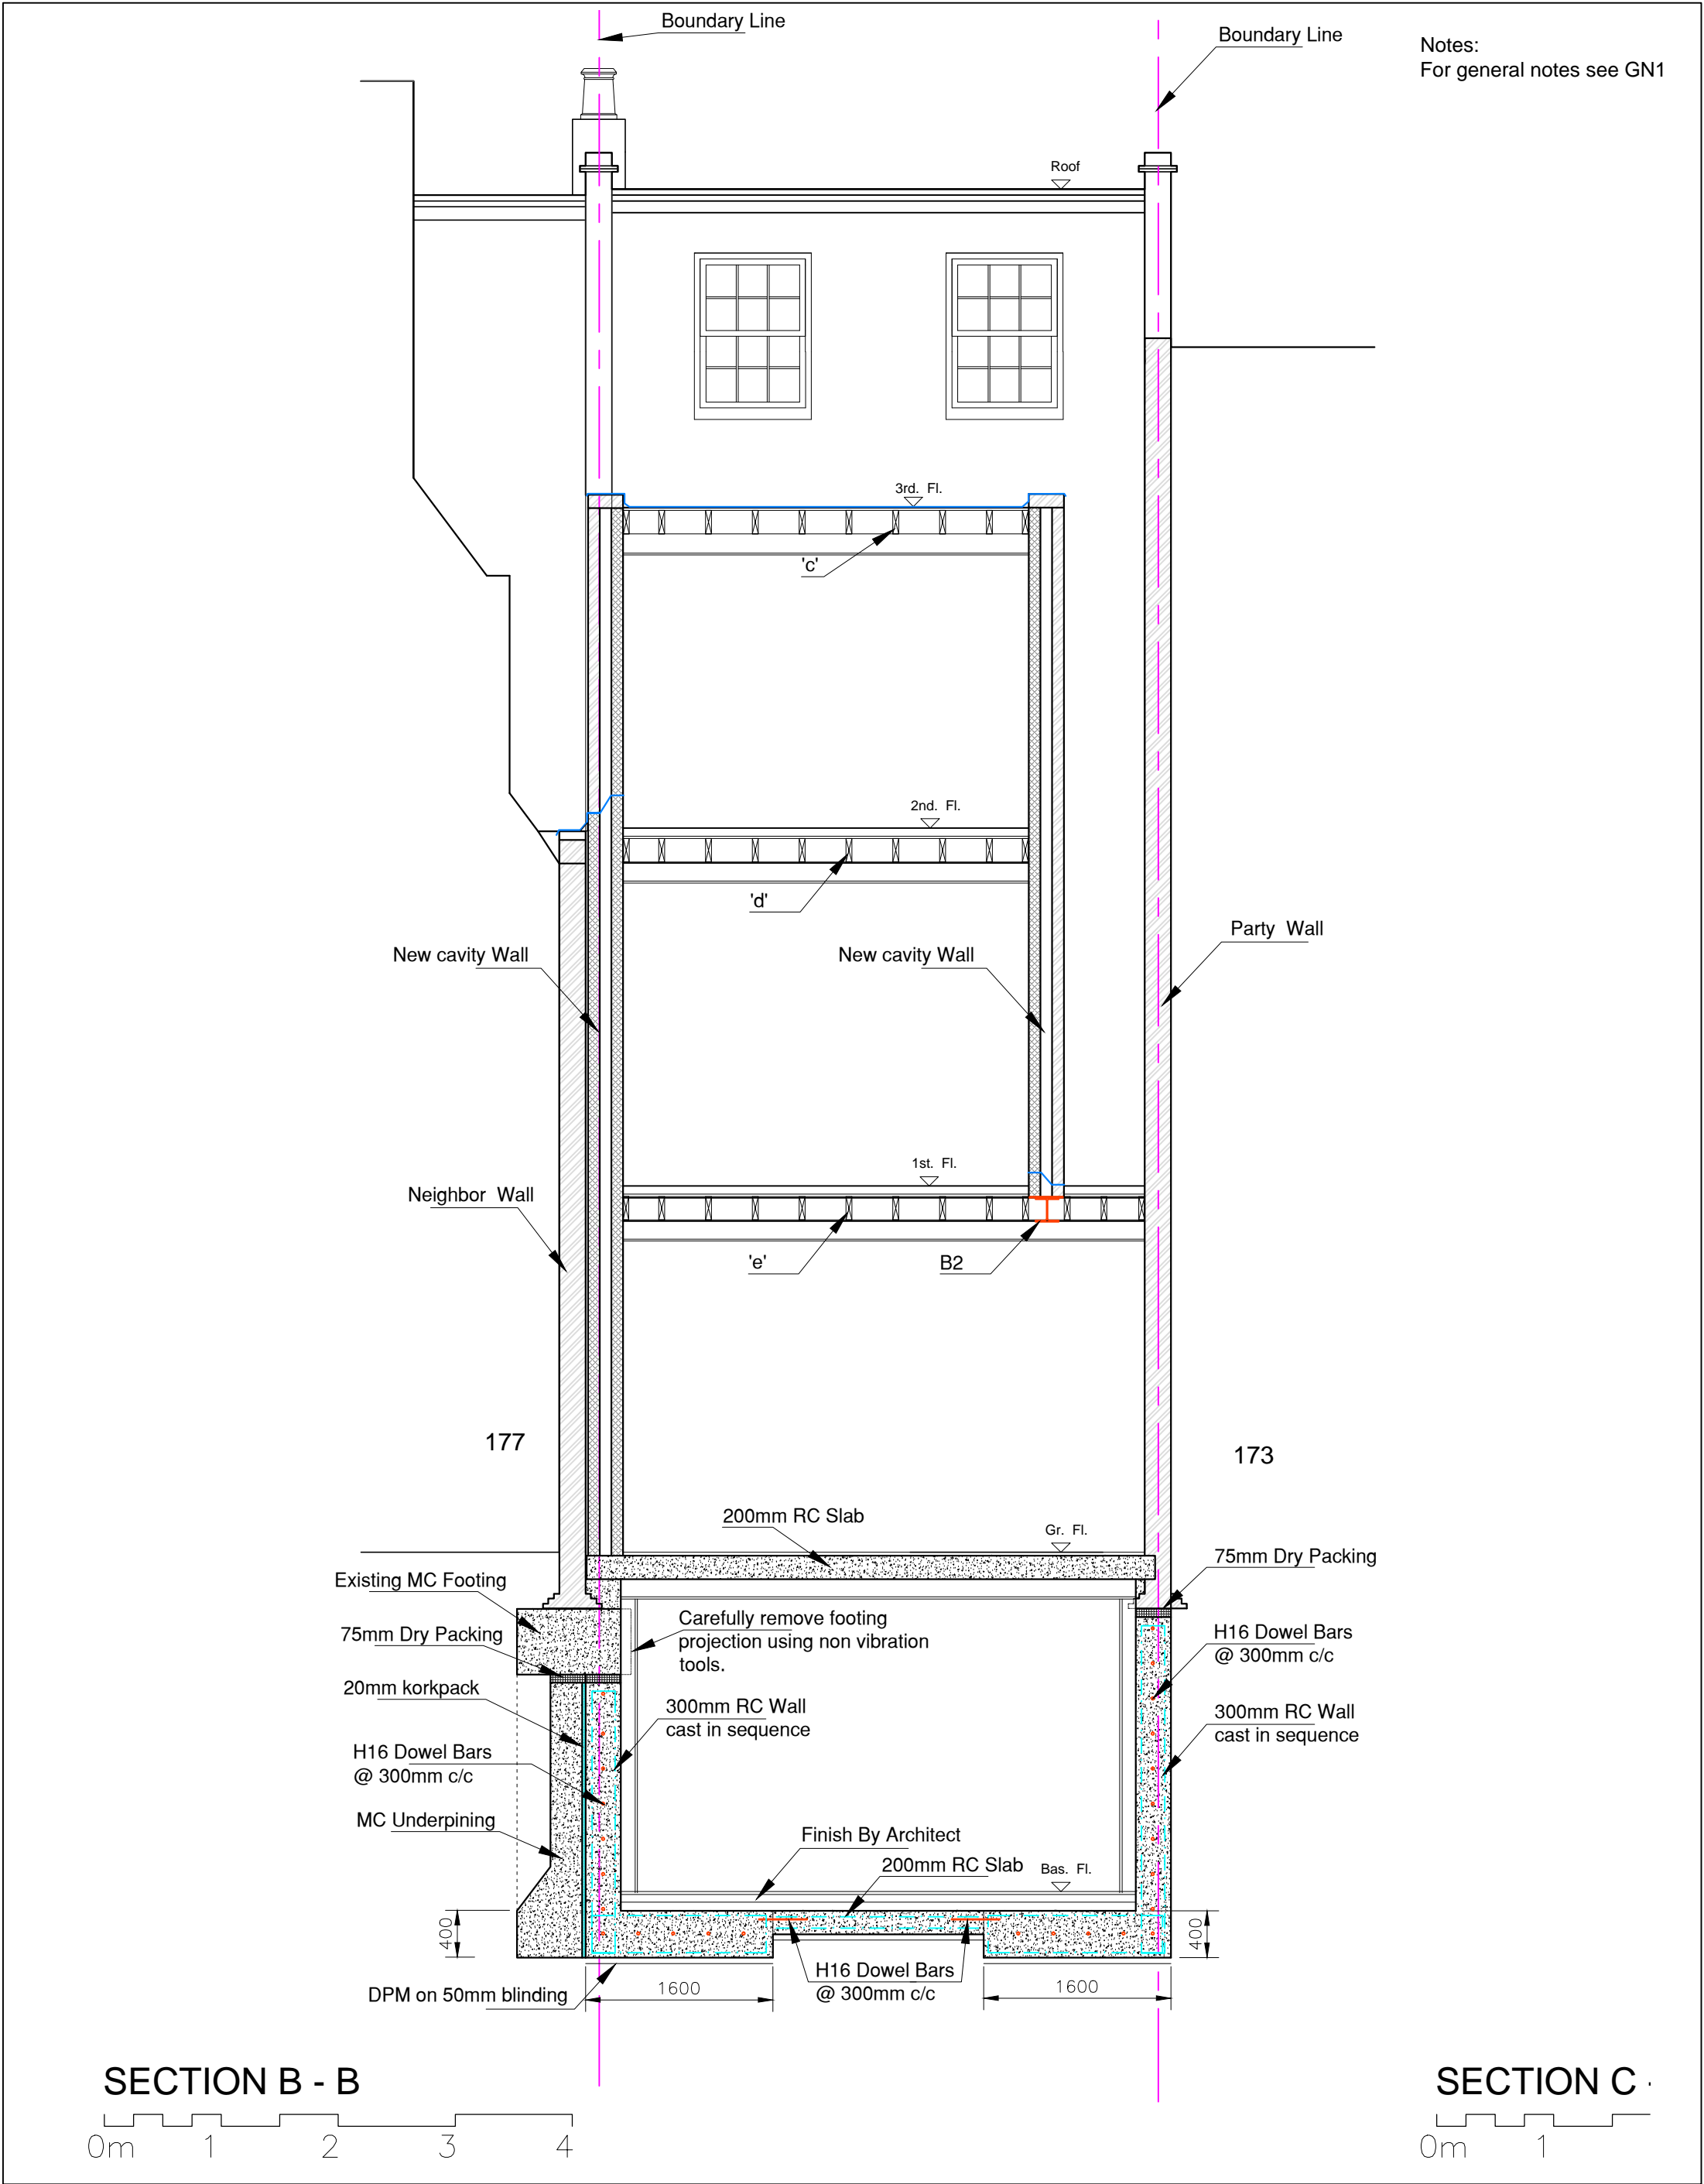 Boundary Line
Boundary Line
Notes:
For general notes see GN1
Roof
3rd. Fl.
'c'
2nd. Fl.
'd'
New cavity Wall
New cavity Wall
Party Wall
1st. Fl.
Neighbor Wall
'e'
B2
177
173
200mm RC Slab
Gr. Fl.
75mm Dry Packing
Existing MC Footing
Carefully remove footing
projection using non vibration
tools.
75mm Dry Packing
H16 Dowel Bars
@ 300mm c/c
20mm korkpack
300mm RC Wall
cast in sequence
300mm RC Wall
cast in sequence
H16 Dowel Bars
@ 300mm c/c
MC Underpining
Finish By Architect
200mm RC Slab
Bas. Fl.
400
400
H16 Dowel Bars
@ 300mm c/c
1600
1600
DPM on 50mm blinding
SECTION B - B
0m 1 2 3 4
SECTION C
0m 1